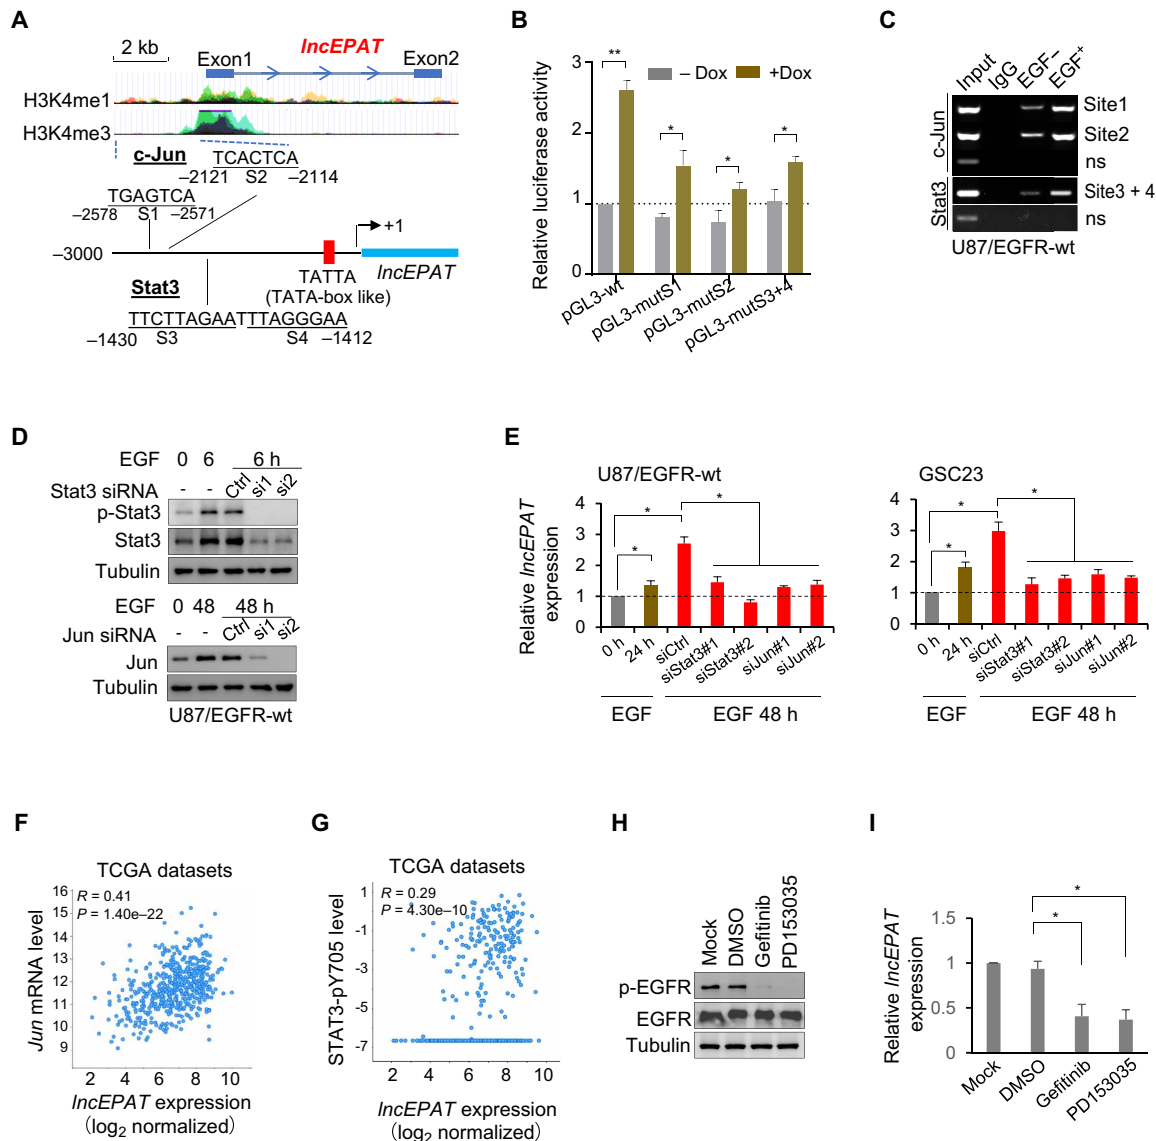 A
2 kb
lncEPAT
Exon1
Exon2
H3K4me1
H3K4me3
c-Jun
TCACTCA
–2121 S2 –2114
TGAGTCA
–2578 S1 –2571
+1
–3000
TATTA
lncEPAT
(TATA-box like)
Stat3
TTCTTAGAATTTAGGGAA
–1430 S3 S4 –1412
B
Relative luciferase activity
– Dox +Dox
**
*
*
*
3
2
1
0
pGL3-wt
pGL3-mutS1
pGL3-mutS2
pGL3-mutS3+4
C
Input
IgG
EGF–
EGF+
c-Jun
Site1
Site2
ns
Stat3
Site3 + 4
ns
U87/EGFR-wt
D
EGF 0 6 6 h
Stat3 siRNA - - Ctrl si1 si2
p-Stat3
Stat3
Tubulin
EGF 0 48 48 h
Jun siRNA - - Ctrl si1 si2
Jun
Tubulin
U87/EGFR-wt
E
U87/EGFR-wt
Relative lncEPAT
expression
4
3
2
1
0
*
*
*
0 h
24 h
siCtrl
siStat3#1
siStat3#2
siJun#1
siJun#2
EGF
EGF 48 h
GSC23
4
3
2
1
0
*
*
*
0 h
24 h
siCtrl
siStat3#1
siStat3#2
siJun#1
siJun#2
EGF
EGF 48 h
F
TCGA datasets
R = 0.41
P = 1.40e–22
Jun mRNA level
16
15
14
13
12
11
10
9
2 4 6 8 10
lncEPAT expression
(log2 normalized)
G
TCGA datasets
R = 0.29
P = 4.30e–10
STAT3-pY705 level
1
-1
-3
-5
-7
2 4 6 8 10
lncEPAT expression
(log2 normalized)
H
Mock
DMSO
Gefitinib
PD153035
p-EGFR
EGFR
Tubulin
I
Relative lncEPAT
expression
1.5
1
0.5
0
*
*
Mock
DMSO
Gefitinib
PD153035